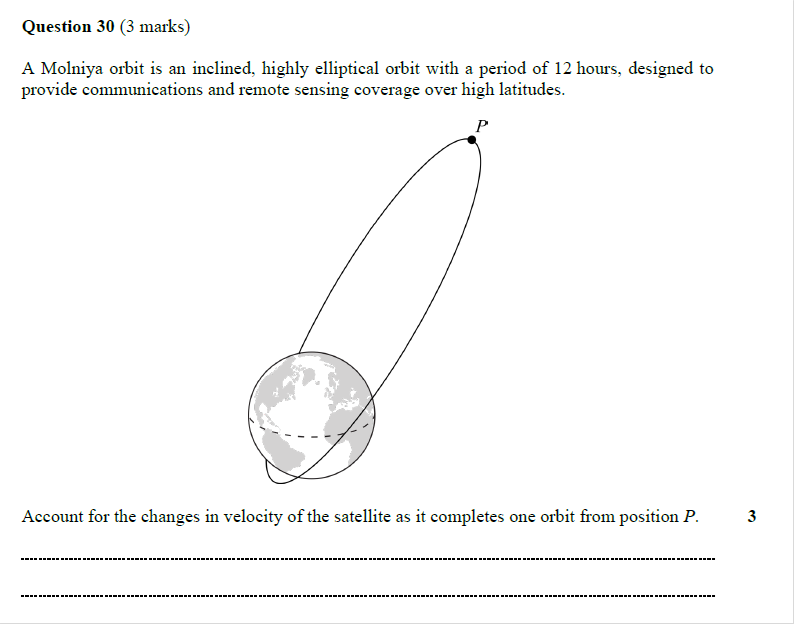 Question 30 (3 marks)
A Molniya orbit is an inclined, highly elliptical orbit with a period of 12 hours, designed to
provide communications and remote sensing coverage over high latitudes.
P
Account for the changes in velocity of the satellite as it completes one orbit from position P. 3